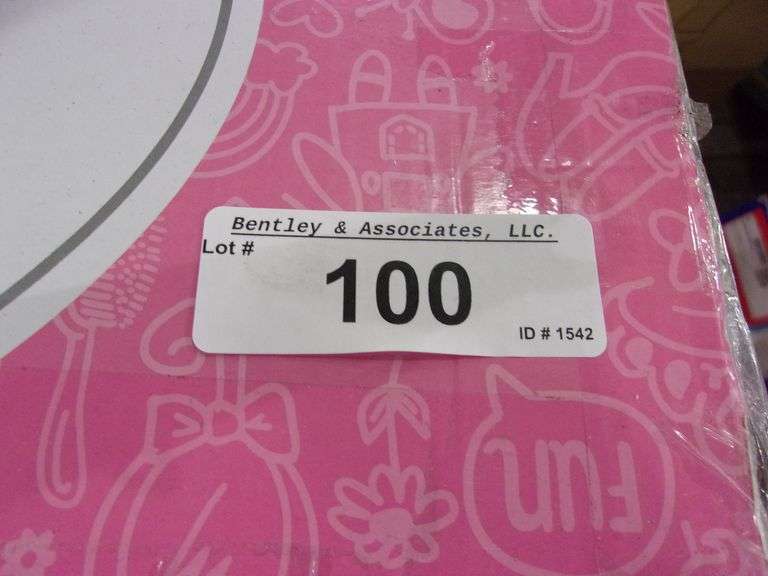 Bentley & Associates, LLC.
Lot #
100
ID # 1542
FUN